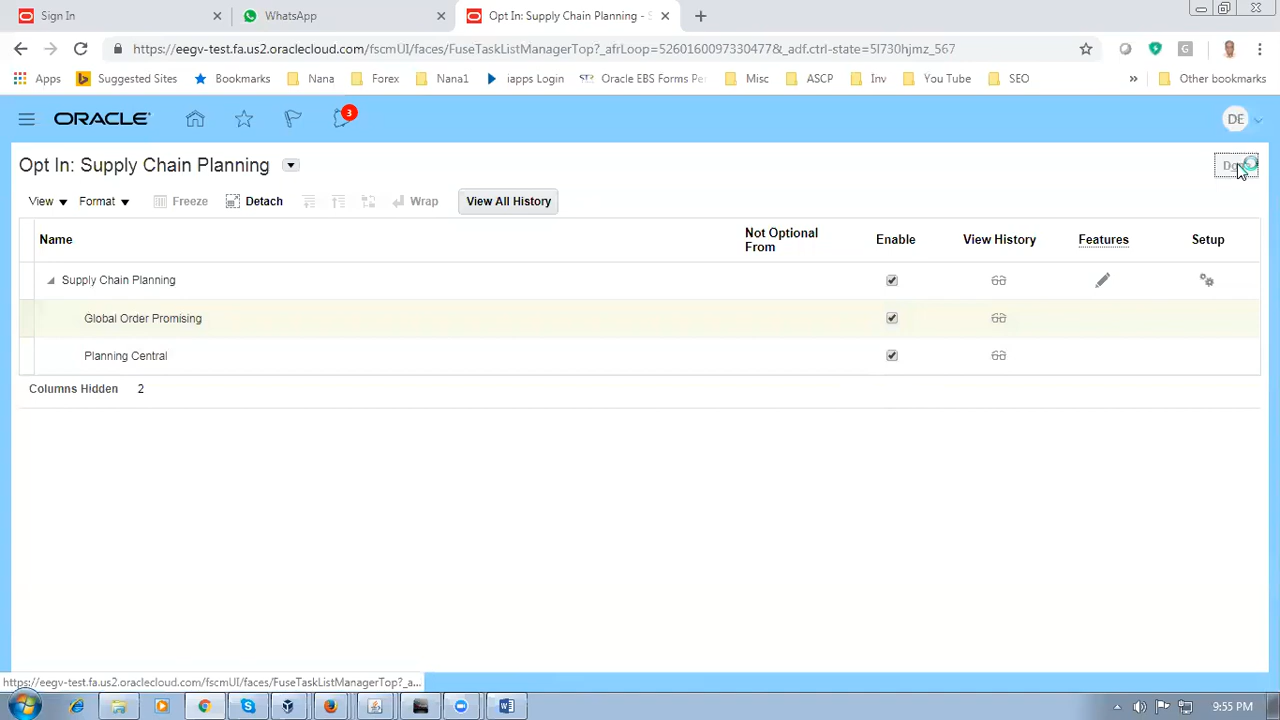 Sign In
WhatsApp
Opt In: Supply Chain Planning - S
https://eegv-test.fa.us2.oraclecloud.com/fscmUI/faces/FuseTaskListManagerTop?_afrLoop=52601600973304​77&_adf.ctrl-state=5l730hjmz_567
Apps Suggested Sites Bookmarks Nana Forex Nana1 iapps Login Oracle EBS Forms Pe Misc ASCP Inv You Tube SEO » Other bookmarks
ORACLE 3 DE
Opt In: Supply Chain Planning
View Format Freeze Detach Wrap View All History
Name Not Optional From Enable View History Features Setup
Supply Chain Planning
Global Order Promising
Planning Central
Columns Hidden 2
https://eegv-test.fa.us2.oraclecloud.com/fscmUI/faces/FuseTaskListManagerTop?_a...
9:55 PM